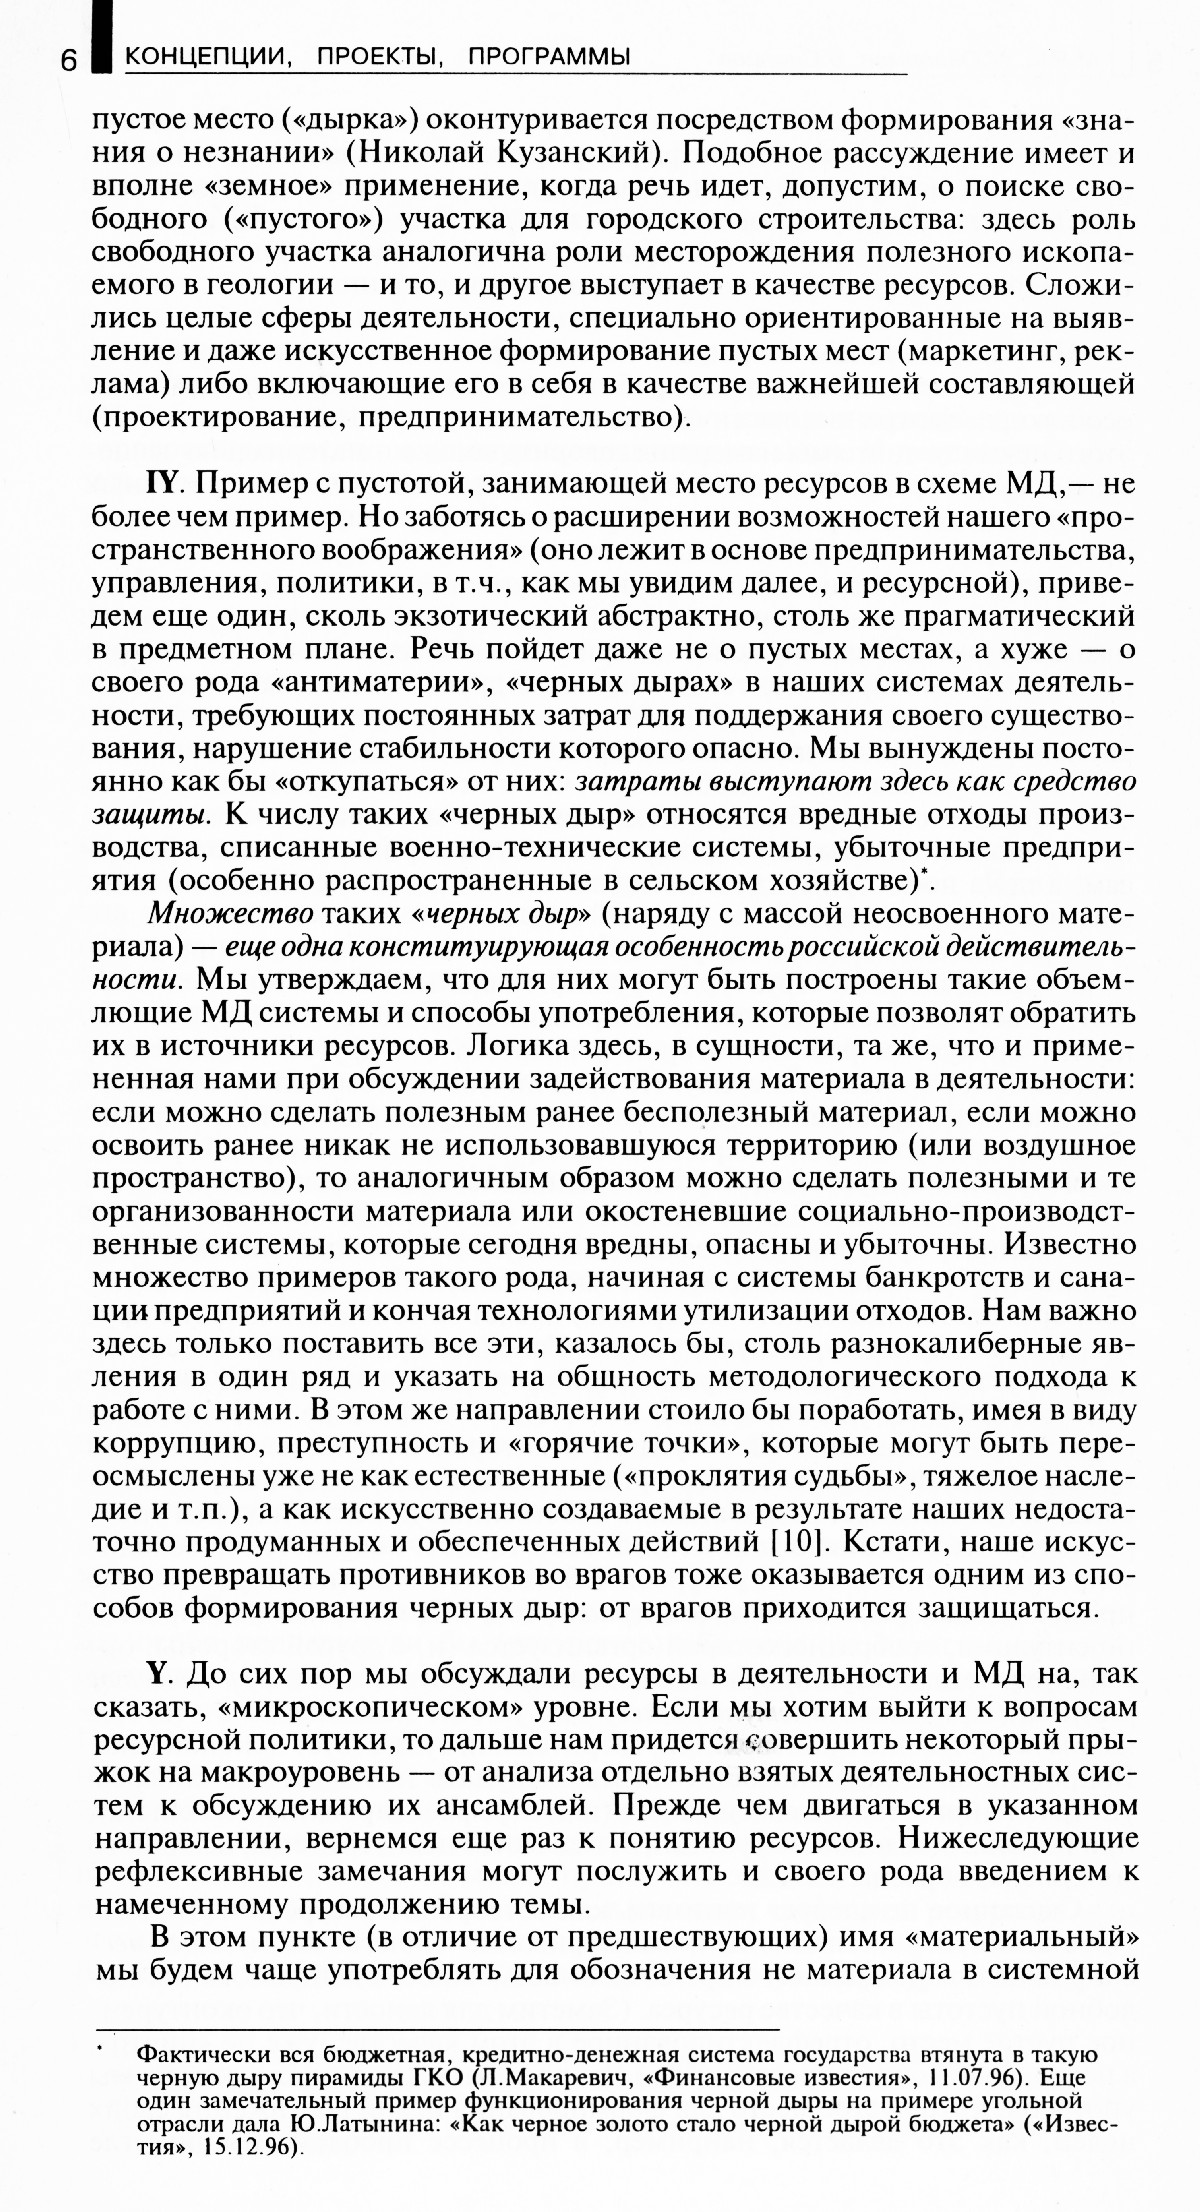 6 КОНЦЕПЦИИ, ПРОЕКТЫ, ПРОГРАММЫ
пустое место («дырка») оконтуривается посредством формирования «зна-
ния о незнании» (Николай Кузанский). Подобное рассуждение имеет и
вполне «земное» применение, когда речь идет, допустим, о поиске сво-
бодного («пустого») участка для городского строительства: здесь роль
свободного участка аналогична роли месторождения полезного ископа-
емого в геологии — и то, и другое выступает в качестве ресурсов. Сложи-
лись целые сферы деятельности, специально ориентированные на выяв-
ление и даже искусственное формирование пустых мест (маркетинг, рек-
лама) либо включающие его в себя в качестве важнейшей составляющей
(проектирование, предпринимательство).
IY. Пример с пустотой, занимающей место ресурсов в схеме МД,— не
более чем пример. Но заботясь о расширении возможностей нашего «про-
странственного воображения» (оно лежит в основе предпринимательства,
управления, политики, в т.ч., как мы увидим далее, и ресурсной), приве-
дем еще один, сколь экзотический абстрактно, столь же прагматический
в предметном плане. Речь пойдет даже не о пустых местах, а хуже — о
своего рода «антиматерии», «черных дырах» в наших системах деятель-
ности, требующих постоянных затрат для поддержания своего существо-
вания, нарушение стабильности которого опасно. Мы вынуждены посто-
янно как бы «откупаться» от них: затраты выступают здесь как средство
защиты. К числу таких «черных дыр» относятся вредные отходы произ-
водства, списанные военно-технические системы, убыточные предпри-
ятия (особенно распространенные в сельском хозяйстве)*.
Множество таких «черных дыр» (наряду с массой неосвоенного мате-
риала) — еще одна конституирующая особенность российской действитель-
ности. Мы утверждаем, что для них могут быть построены такие объем-
лющие МД системы и способы употребления, которые позволят обратить
их в источники ресурсов. Логика здесь, в сущности, та же, что и приме-
ненная нами при обсуждении задействования материала в деятельности:
если можно сделать полезным ранее бесполезный материал, если можно
освоить ранее никак не использовавшуюся территорию (или воздушное
пространство), то аналогичным образом можно сделать полезными и те
организованности материала или окостеневшие социально-производст-
венные системы, которые сегодня вредны, опасны и убыточны. Известно
множество примеров такого рода, начиная с системы банкротств и сана-
ции предприятий и кончая технологиями утилизации отходов. Нам важно
здесь только поставить все эти, казалось бы, столь разнокалиберные яв-
ления в один ряд и указать на общность методологического подхода к
работе с ними. В этом же направлении стоило бы поработать, имея в виду
коррупцию, преступность и «горячие точки», которые могут быть пере-
осмыслены уже не как естественные («проклятия судьбы», тяжелое насле-
дие и т.п.), а как искусственно создаваемые в результате наших недоста-
точно продуманных и обеспеченных действий [10]. Кстати, наше искус-
ство превращать противников во врагов тоже оказывается одним из спо-
собов формирования черных дыр: от врагов приходится защищаться.
Y. До сих пор мы обсуждали ресурсы в деятельности и МД на, так
сказать, «микроскопическом» уровне. Если мы хотим выйти к вопросам
ресурсной политики, то дальше нам придется совершить некоторый пры-
жок на макроуровень — от анализа отдельно взятых деятельностных сис-
тем к обсуждению их ансамблей. Прежде чем двигаться в указанном
направлении, вернемся еще раз к понятию ресурсов. Нижеследующие
рефлексивные замечания могут послужить и своего рода введением к
намеченному продолжению темы.
В этом пункте (в отличие от предшествующих) имя «материальный»
мы будем чаще употреблять для обозначения не материала в системной
* Фактически вся бюджетная, кредитно-денежная система государства втянута в такую
черную дыру пирамиды ГКО (Л.Макаревич, «Финансовые известия», 11.07.96). Еще
один замечательный пример функционирования черной дыры на примере угольной
отрасли дала Ю.Латынина: «Как черное золото стало черной дырой бюджета» («Извес-
тия», 15.12.96).